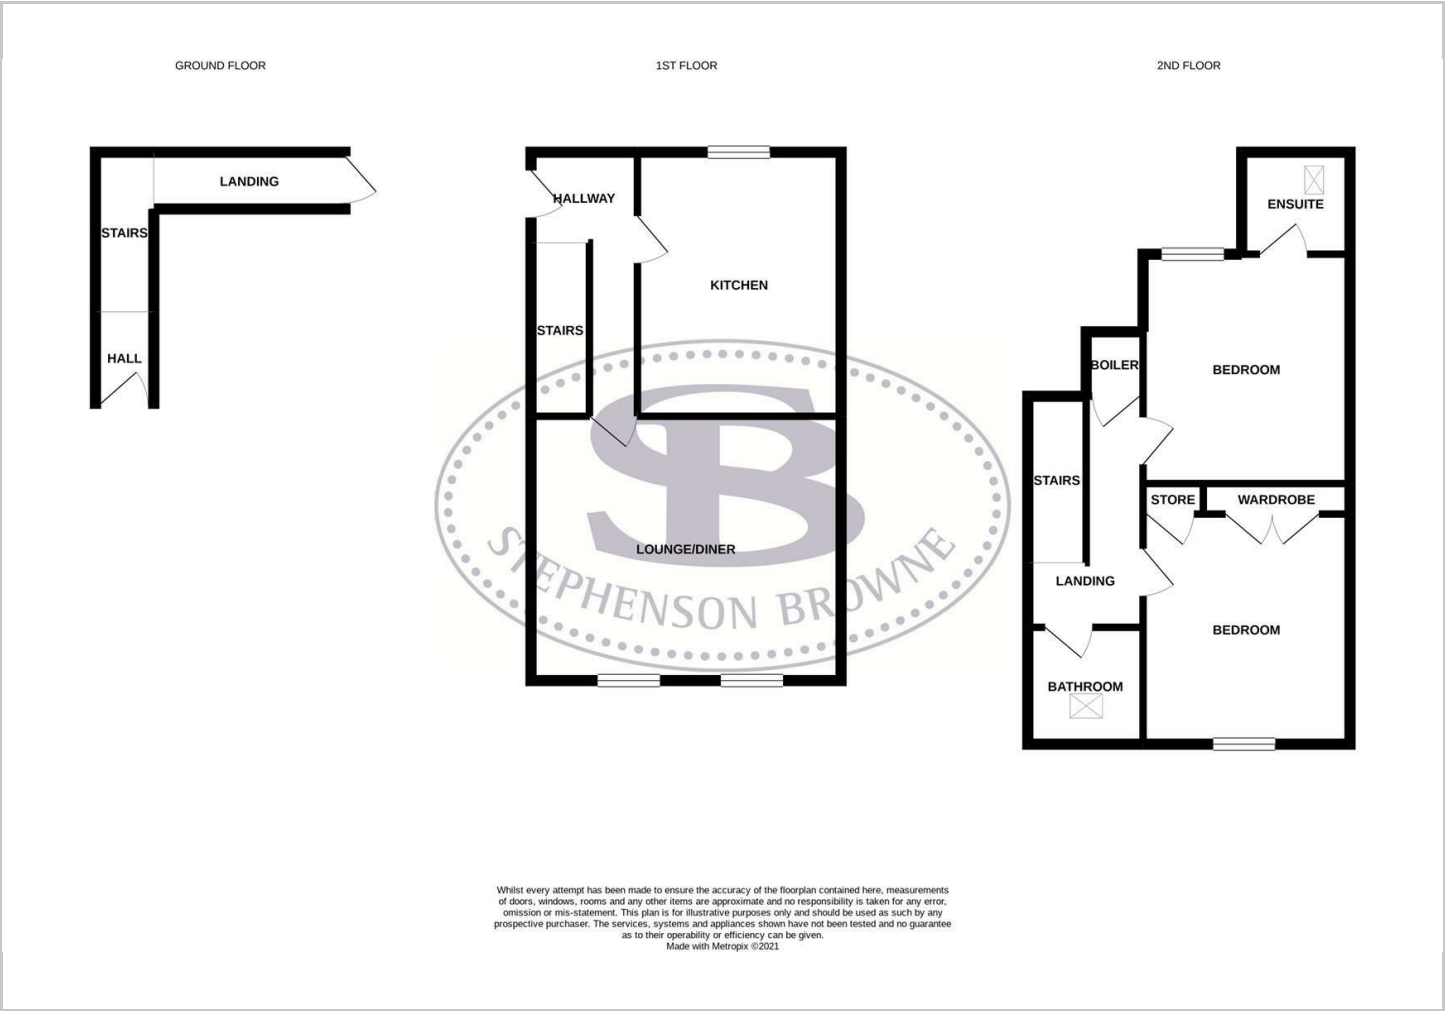 GROUND FLOOR
1ST FLOOR
2ND FLOOR
LANDING
STAIRS
HALL
HALLWAY
KITCHEN
STAIRS
LOUNGE/DINER
SB
STEPHENSON BROWNE
ENSUITE
BOILER
BEDROOM
STAIRS
STORE
WARDROBE
LANDING
BEDROOM
BATHROOM
Whilst every attempt has been made to ensure the accuracy of the floorplan contained here, measurements
of doors, windows, rooms and any other items are approximate and no responsibility is taken for any error,
omission or mis-statement. This plan is for illustrative purposes only and should be used as such by any
prospective purchaser. The services, systems and appliances shown have not been tested and no guarantee
as to their operability or efficiency can be given.
Made with Metropix ©2021